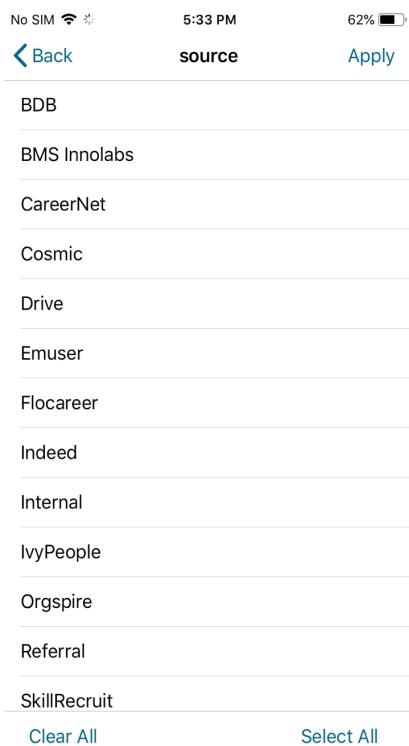 No SIM 5:33 PM 62%
Back source Apply
BDB
BMS Innolabs
CareerNet
Cosmic
Drive
Emuser
Flocareer
Indeed
Internal
IvyPeople
Orgspire
Referral
SkillRecruit
Clear All Select All